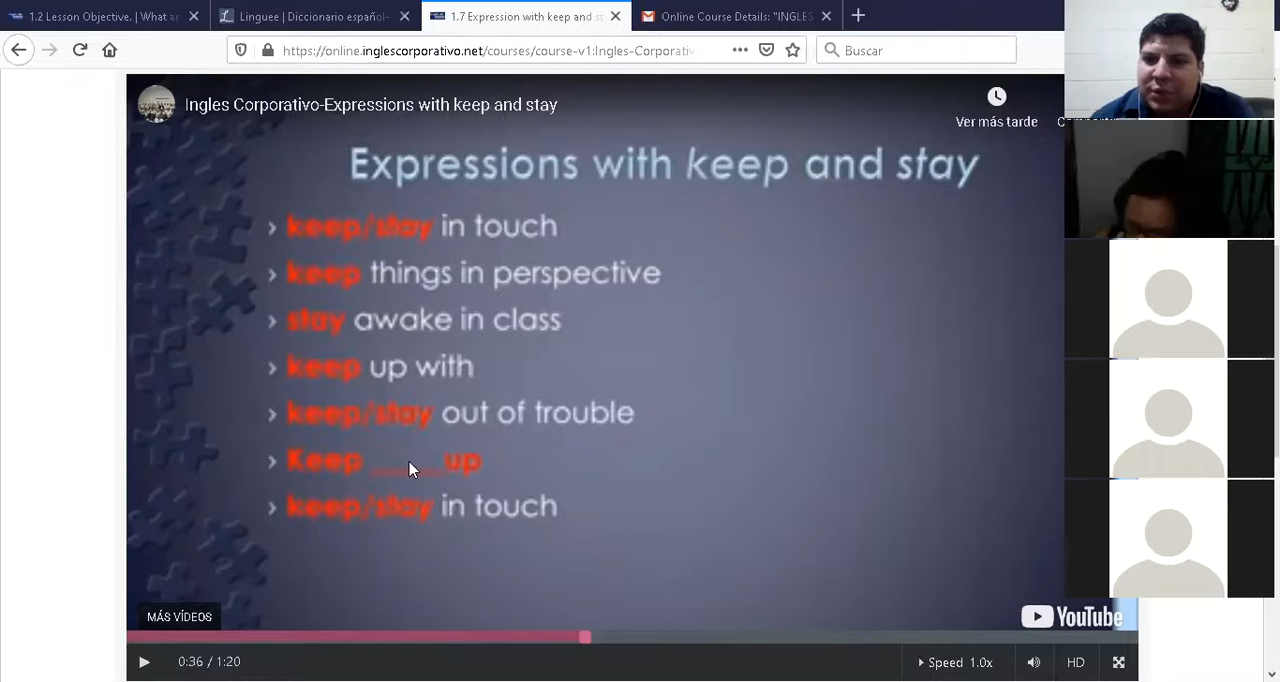 1.2 Lesson Objective. | What ar
Linguee | Diccionario español-
1.7 Expression with keep and st
Online Course Details: "INGLES
https://online.inglescorporativo.net/courses/course-v1:Ingles-Corporativ
Buscar
Ingles Corporativo-Expressions with keep and stay
Ver más tarde
Expressions with keep and stay
› keep/stay in touch
› keep things in perspective
› stay awake in class
› keep up with
› keep/stay out of trouble
› Keep _____ up
› keep/stay in touch
MÁS VÍDEOS
YouTube
0:36 / 1:20
Speed 1.0x
HD